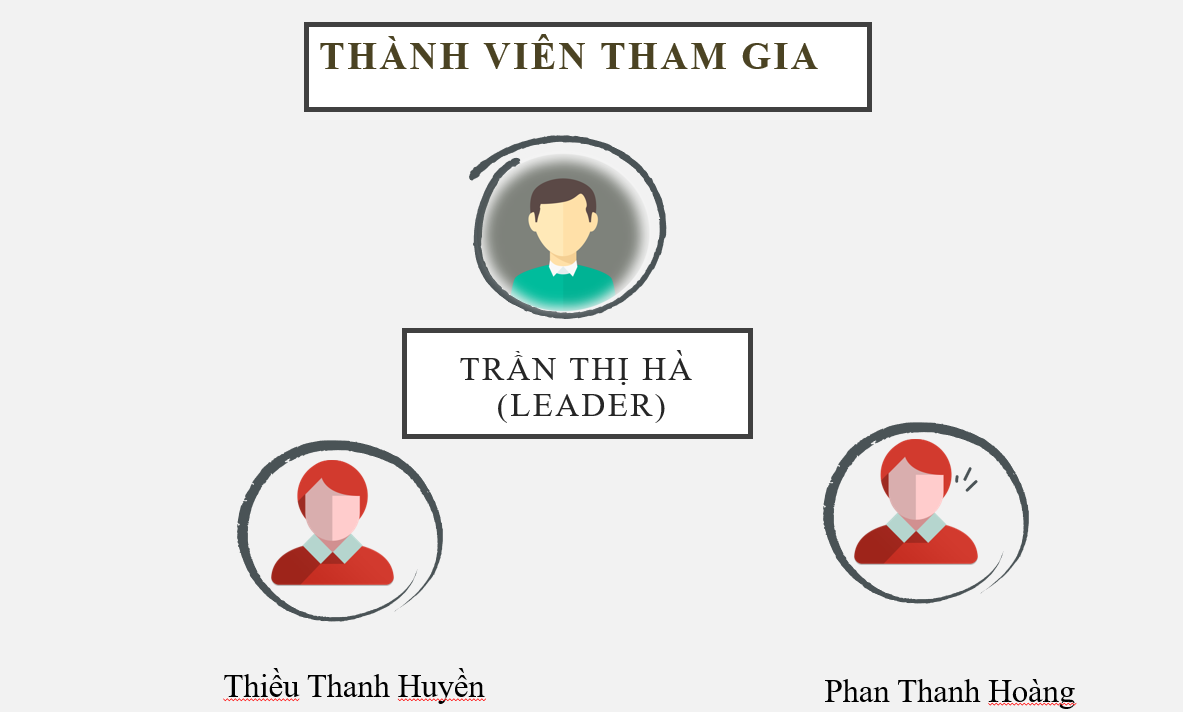 THÀNH VIÊN THAM GIA
TRẦN THỊ HÀ
(LEADER)
Thiều Thanh Huyền
Phan Thanh Hoàng